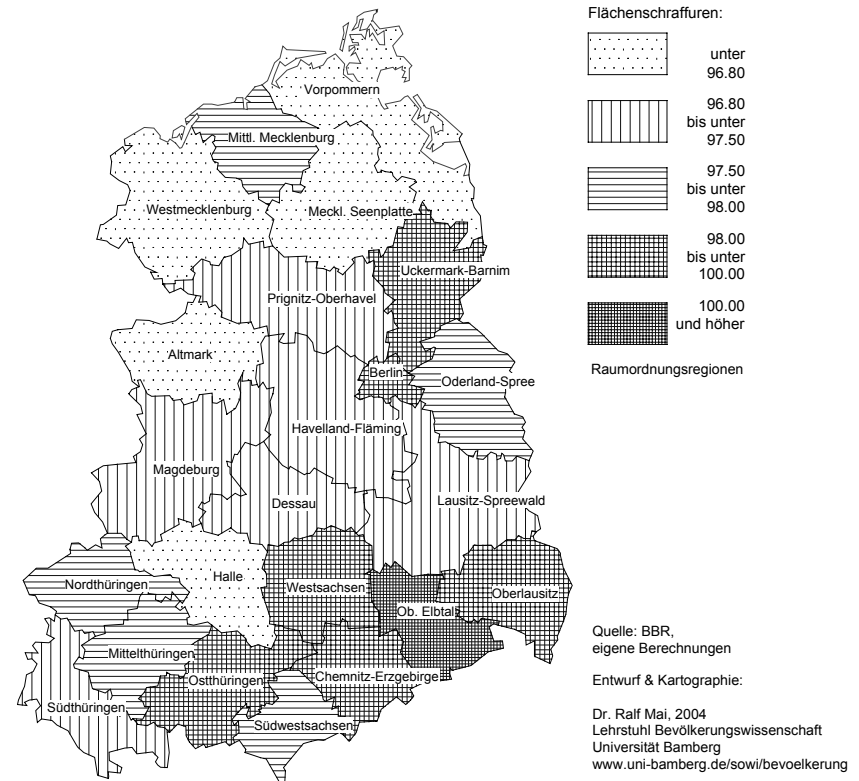 Flächenschraffuren:
unter
96.80
96.80
bis unter
97.50
97.50
bis unter
98.00
98.00
bis unter
100.00
100.00
und höher
Raumordnungsregionen
Vorpommern
Mittl. Mecklenburg
Westmecklenburg
Meckl. Seenplatte
Uckermark-Barnim
Prignitz-Oberhavel
Altmark
Berlin
Oderland-Spree
Havelland-Fläming
Magdeburg
Dessau
Lausitz-Spreewald
Nordthüringen
Halle
Westsachsen
Oberlausitz
Ob. Elbtal
Mittelthüringen
Ostthüringen
Chemnitz-Erzgebirge
Südthüringen
Südwestsachsen
Quelle: BBR,
eigene Berechnungen
Entwurf & Kartographie:
Dr. Ralf Mai, 2004
Lehrstuhl Bevölkerungswissenschaft
Universität Bamberg
www.uni-bamberg.de/sowi/bevoelkerung